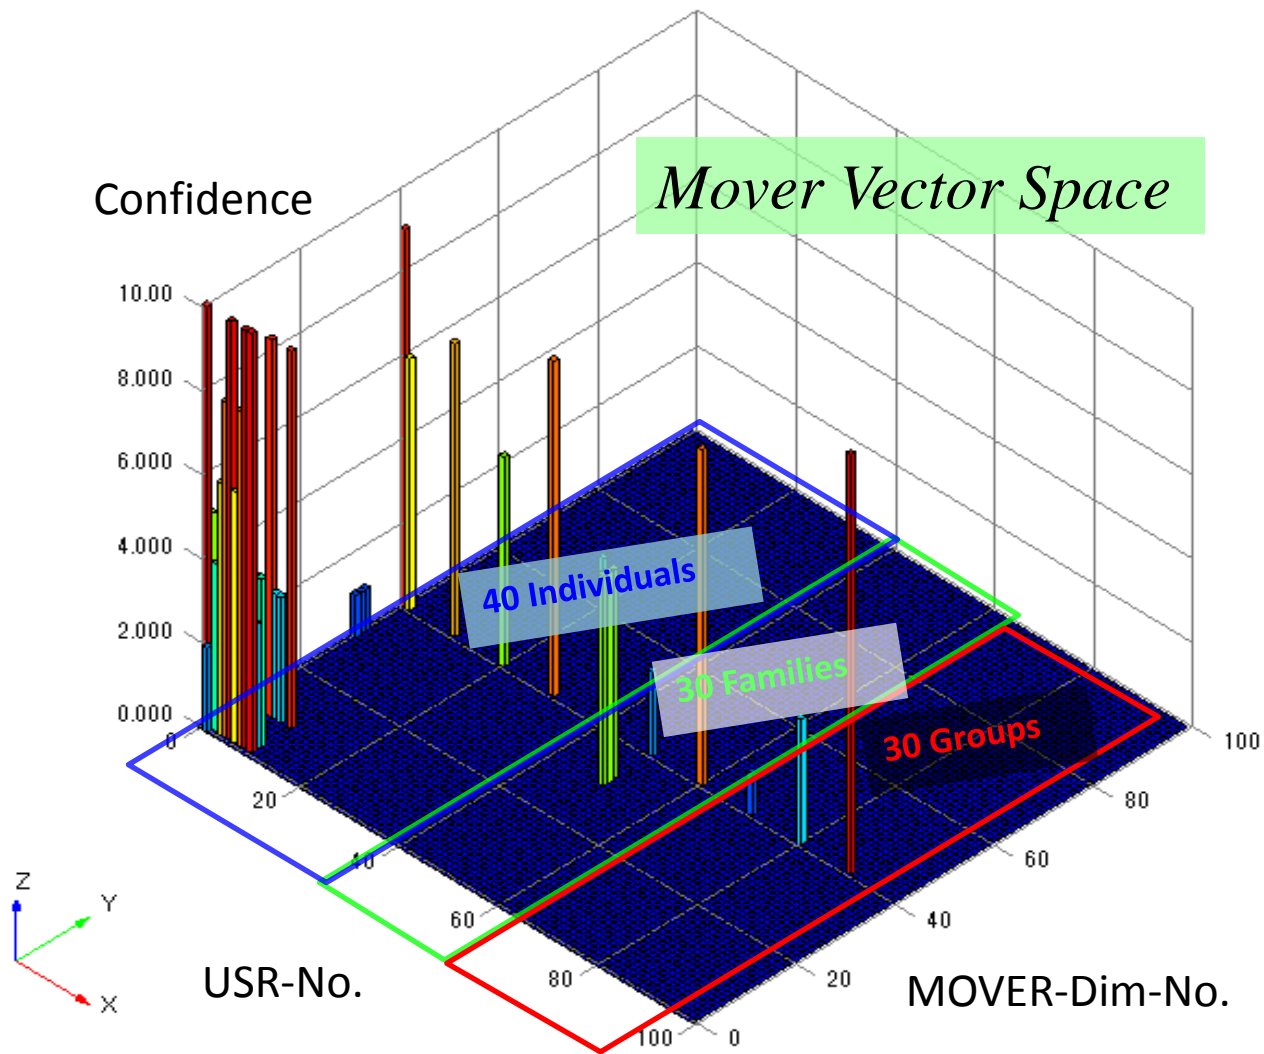 Mover Vector Space
Confidence
10.00
8.000
6.000
4.000
2.000
0.000
40 Individuals
30 Families
30 Groups
0
20
40
60
80
100
0
20
40
60
80
100
Z
Y
X
USR-No.
MOVER-Dim-No.